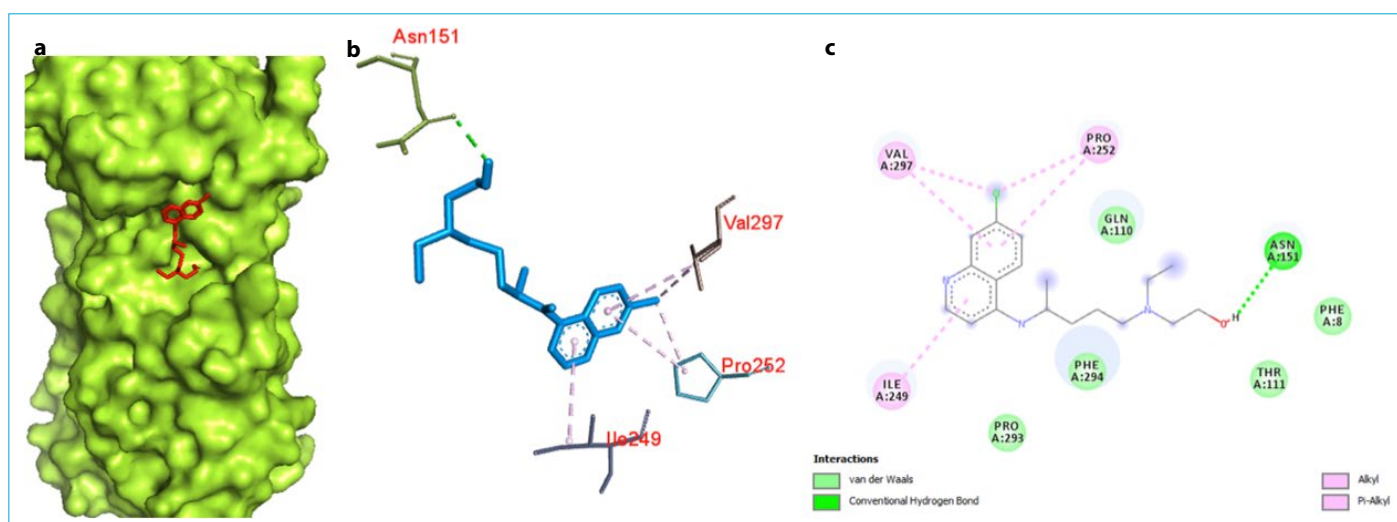 a
b
c
Asn151
Val297
Pro252
Ile249
VAL
A:297
PRO
A:252
GLN
A:110
ASN
A:151
PHE
A:8
THR
A:111
PHE
A:294
ILE
A:249
PRO
A:293
N
N
N
O
H
Interactions
van der Waals
Conventional Hydrogen Bond
Alkyl
Pi-Alkyl